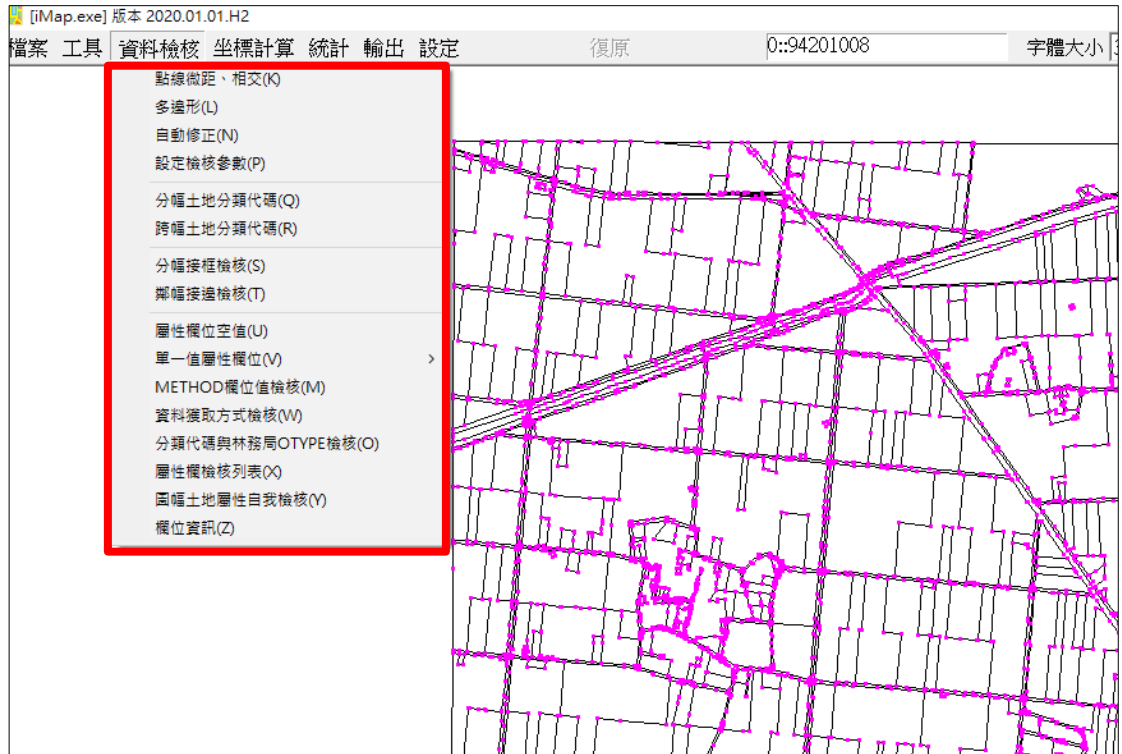 [iMap.exe] 版本 2020.01.01.H2
檔案 工具 資料檢核 坐標計算 統計 輸出 設定 復原 0::94201008 字體大小
點線微距、相交(K)
多邊形(L)
自動修正(N)
設定檢核參數(P)
分幅土地分類代碼(Q)
跨幅土地分類代碼(R)
分幅接框檢核(S)
鄰幅接邊檢核(T)
屬性欄位空值(U)
單一值屬性欄位(V)
METHOD欄位值檢核(M)
資料獲取方式檢核(W)
分類代碼與林務局OTYPE檢核(O)
屬性欄檢核列表(X)
圖幅土地屬性自我檢核(Y)
欄位資訊(Z)